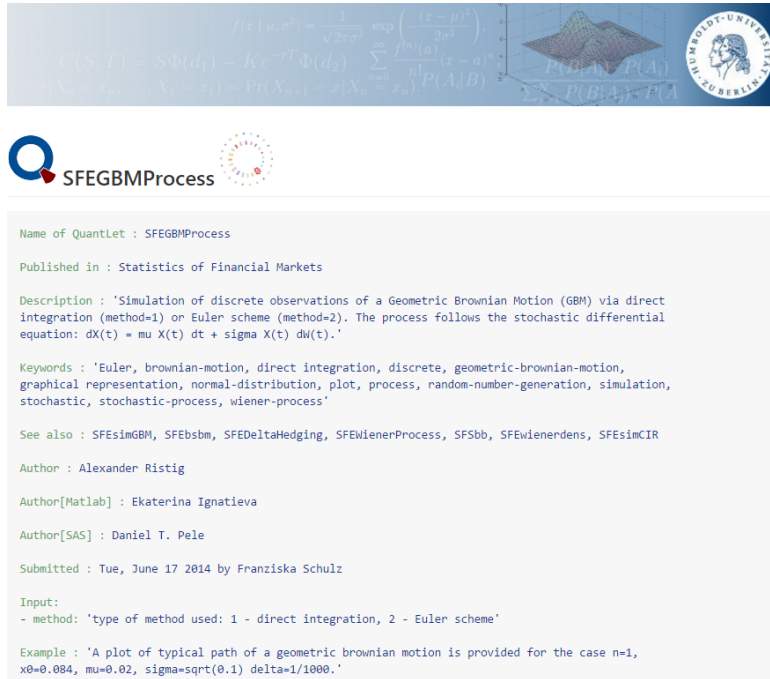 HUMBOLDT-UNIVERSITÄT ZU BERLIN
SFEGBMProcess
Name of QuantLet : SFEGBMProcess
Published in : Statistics of Financial Markets
Description : 'Simulation of discrete observations of a Geometric Brownian Motion (GBM) via direct
integration (method=1) or Euler scheme (method=2). The process follows the stochastic differential
equation: dX(t) = mu X(t) dt + sigma X(t) dW(t).'
Keywords : 'Euler, brownian-motion, direct integration, discrete, geometric-brownian-motion,
graphical representation, normal-distribution, plot, process, random-number-generation, simulation,
stochastic, stochastic-process, wiener-process'
See also : SFEsimGBM, SFEbsbm, SFEDeltaHedging, SFEWienerProcess, SFSbb, SFEwienerdens, SFEsimCIR
Author : Alexander Ristig
Author[Matlab] : Ekaterina Ignatieva
Author[SAS] : Daniel T. Pele
Submitted : Tue, June 17 2014 by Franziska Schulz
Input:
- method: 'type of method used: 1 - direct integration, 2 - Euler scheme'
Example : 'A plot of typical path of a geometric brownian motion is provided for the case n=1,
x0=0.084, mu=0.02, sigma=sqrt(0.1) delta=1/1000.'